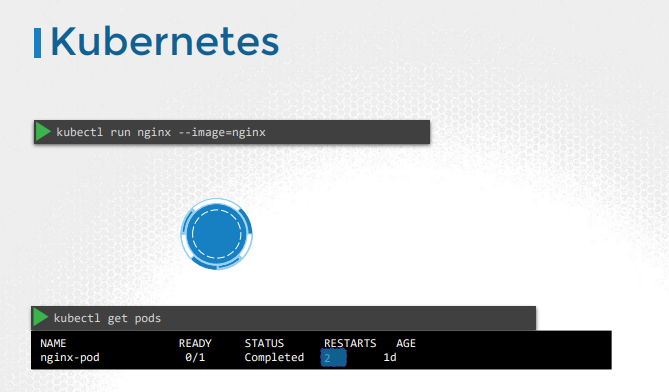 Kubernetes
kubectl run nginx --image=nginx
kubectl get pods
NAME READY STATUS RESTARTS AGE
nginx-pod 0/1 Completed 2 1d